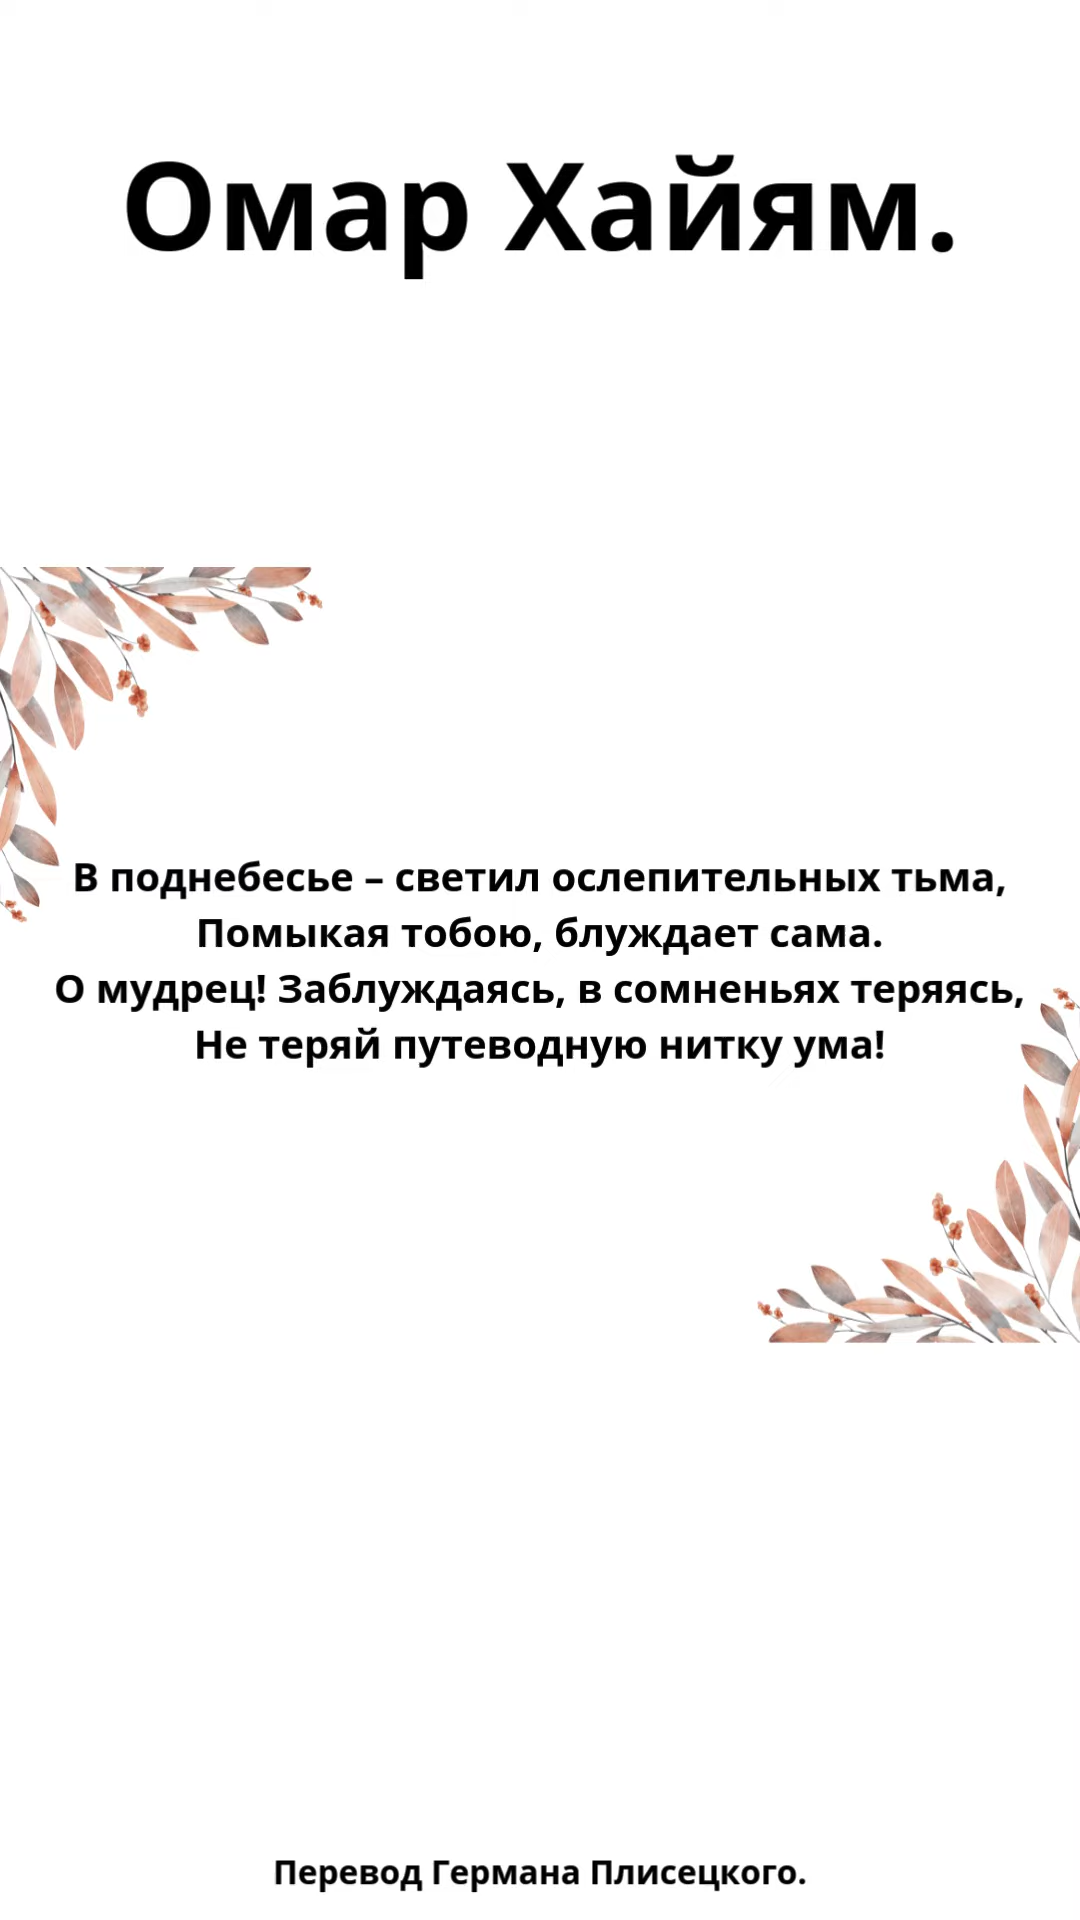 Омар Хайям.
В поднебесье – светил ослепительных тьма,
Помыкая тобою, блуждает сама.
О мудрец! Заблуждаясь, в сомненьях теряясь,
Не теряй путеводную нитку ума!
Перевод Германа Плисецкого.